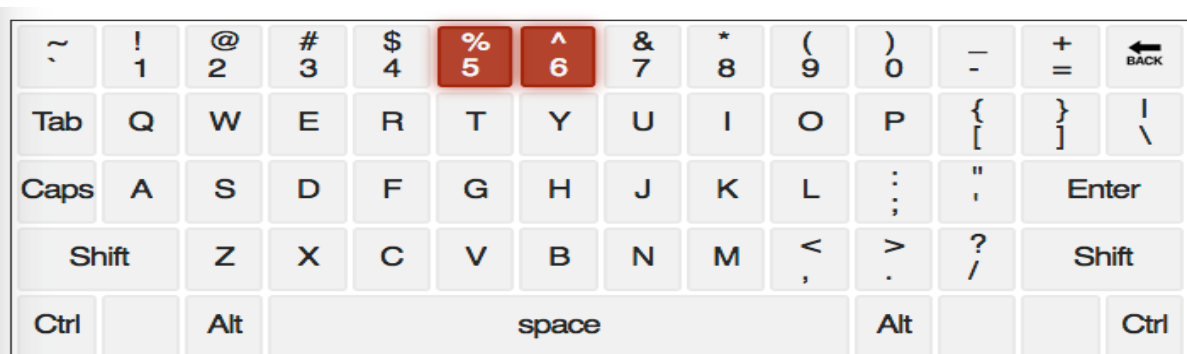 ~ ! @ # $ % ^ & * ( ) _ +
` 1 2 3 4 5 6 7 8 9 0 - = BACK
Tab Q W E R T Y U I O P { [ } ] | \
Caps A S D F G H J K L : ; " ' Enter
Shift Z X C V B N M < , > . ? / Shift
Ctrl Alt space Alt Ctrl